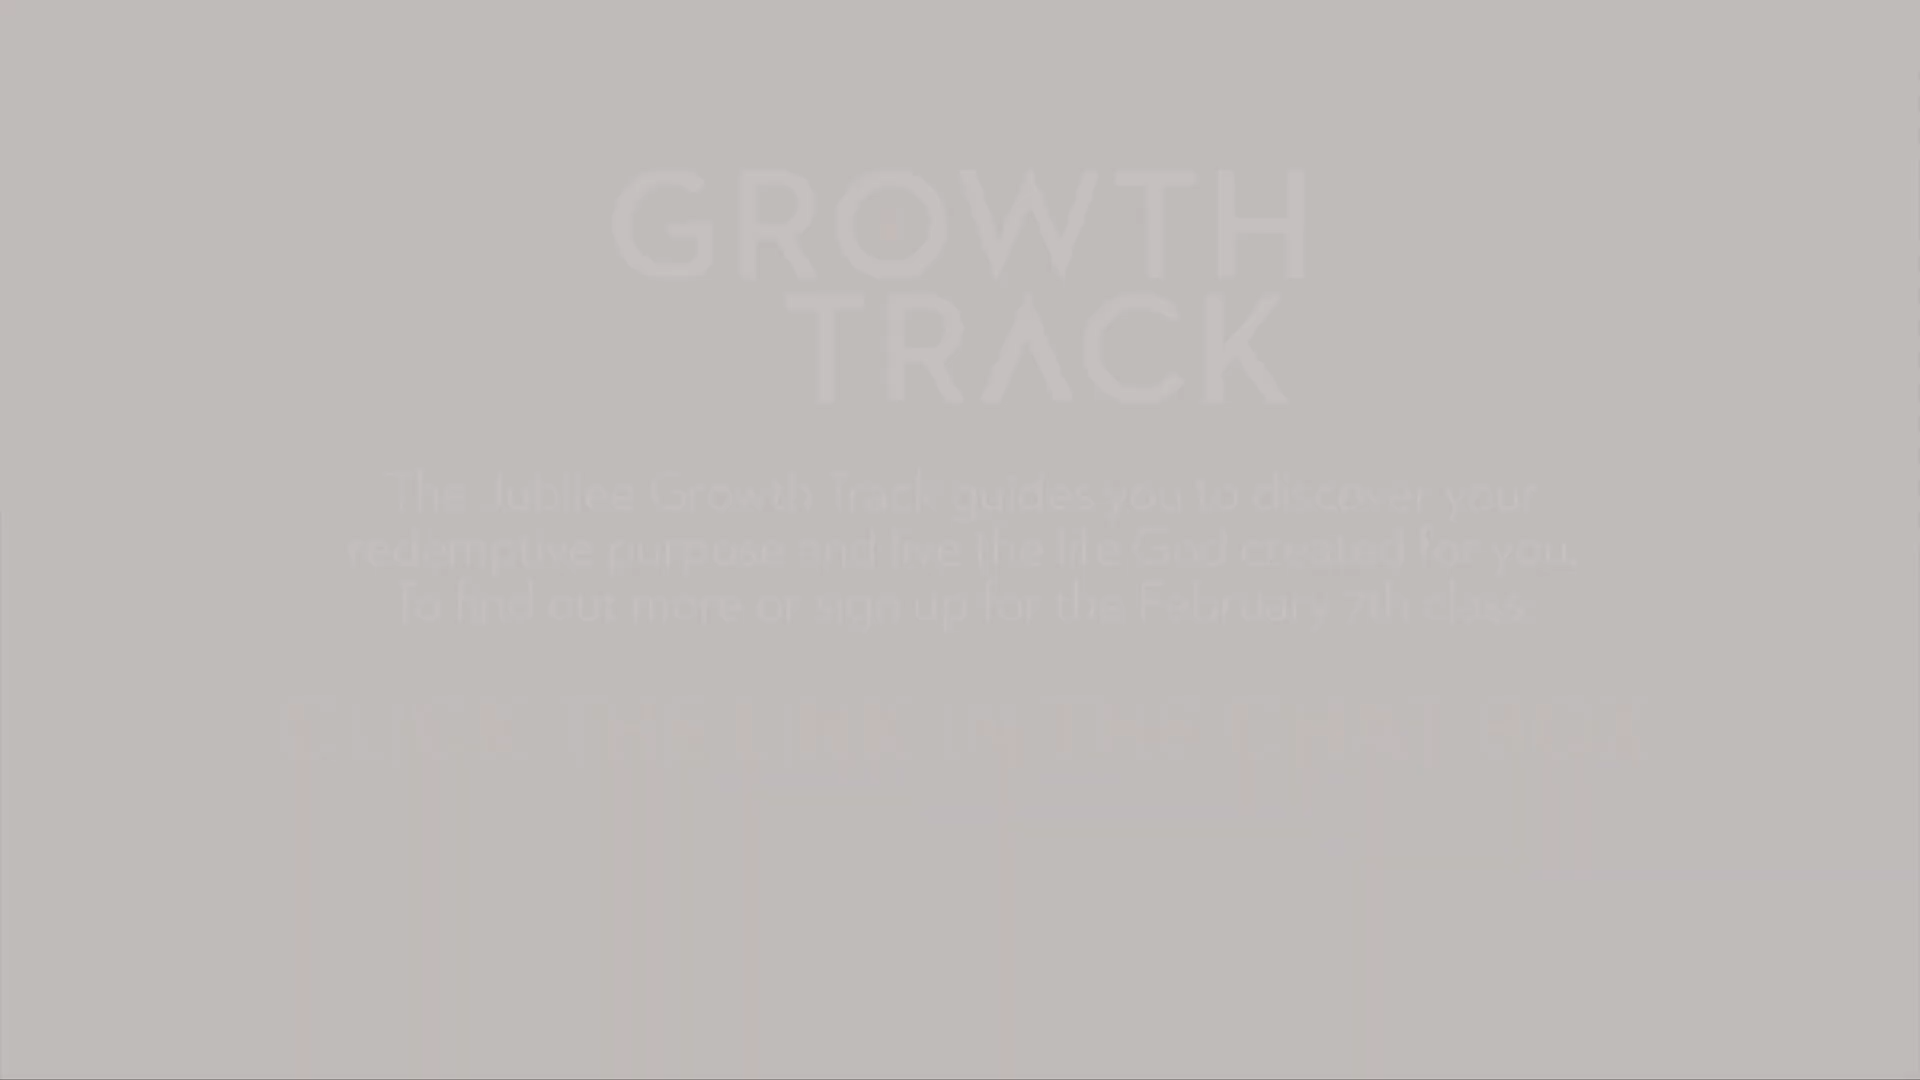 GROWTH
TRACK
The Jubilee Growth Track guides you to discover your
redemptive purpose and live the life God created for you.
To find out more or sign up for the February 7th class
CLICK THE LINK IN THE CHAT BOX